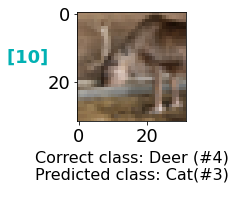 0
[10]
20
0 20
Correct class: Deer (#4)
Predicted class: Cat(#3)